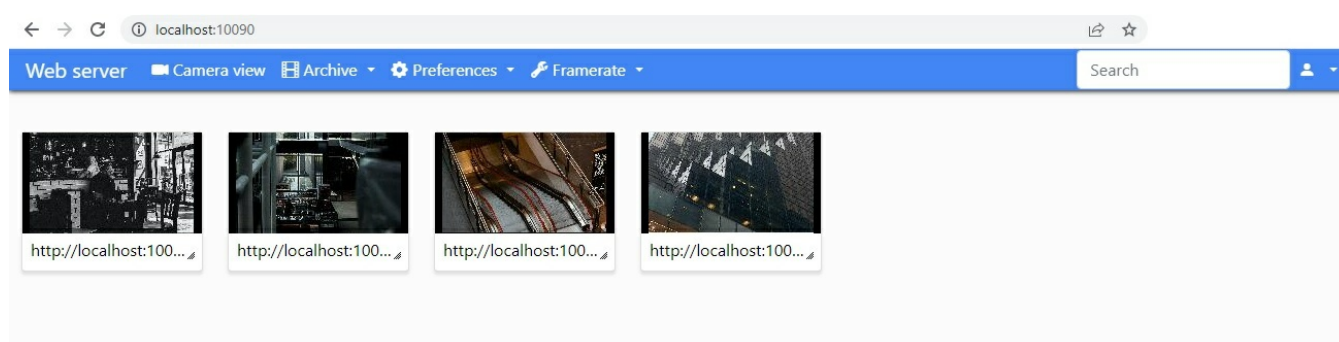 localhost:10090
Web server Camera view Archive Preferences Framerate Search
http://localhost:100... http://localhost:100... http://localhost:100... http://localhost:100...